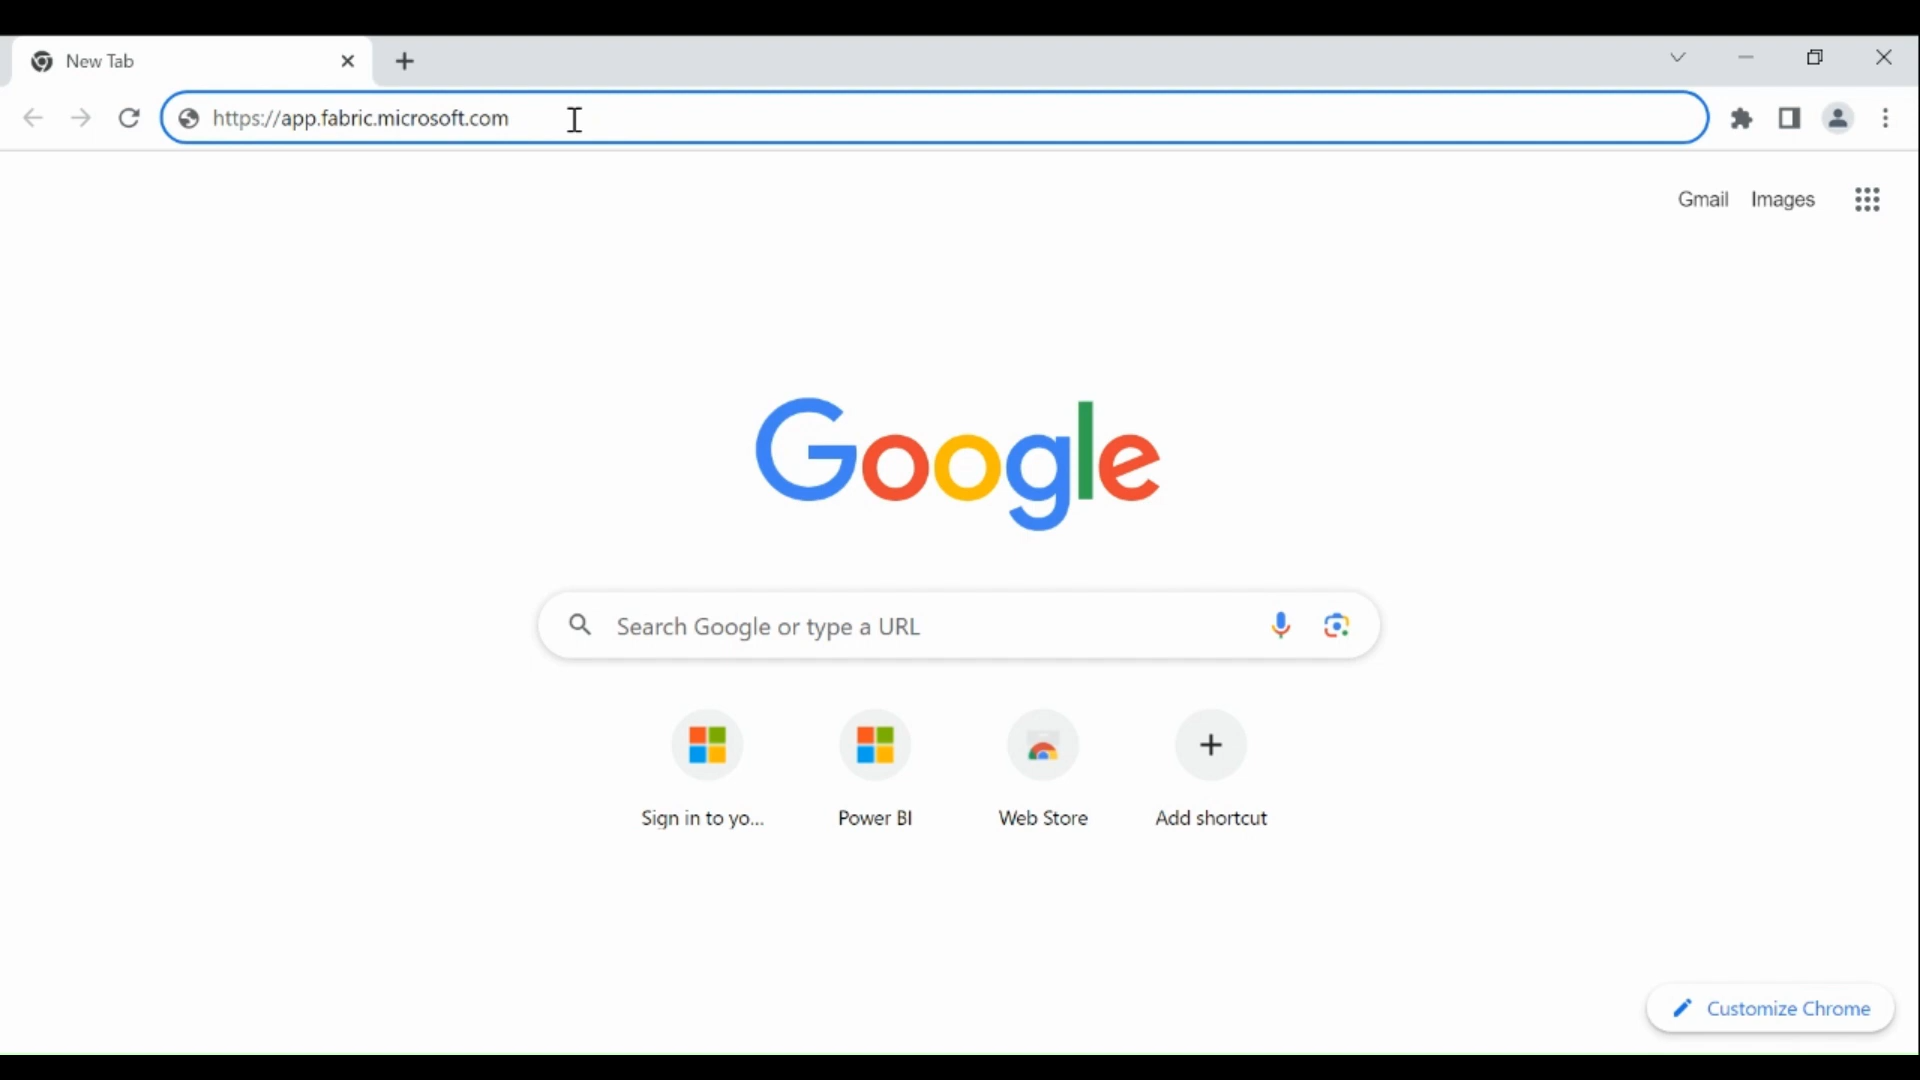 New Tab
https://app.fabric.microsoft.com
Gmail Images
Google
Search Google or type a URL
Sign in to yo... Power BI Web Store Add shortcut
Customize Chrome